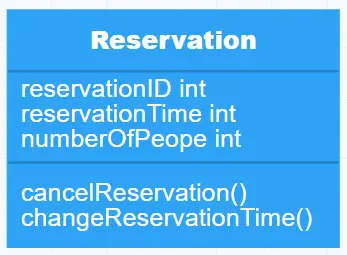 Reservation
reservationID int
reservationTime int
numberOfPeope int
cancelReservation()
changeReservationTime()